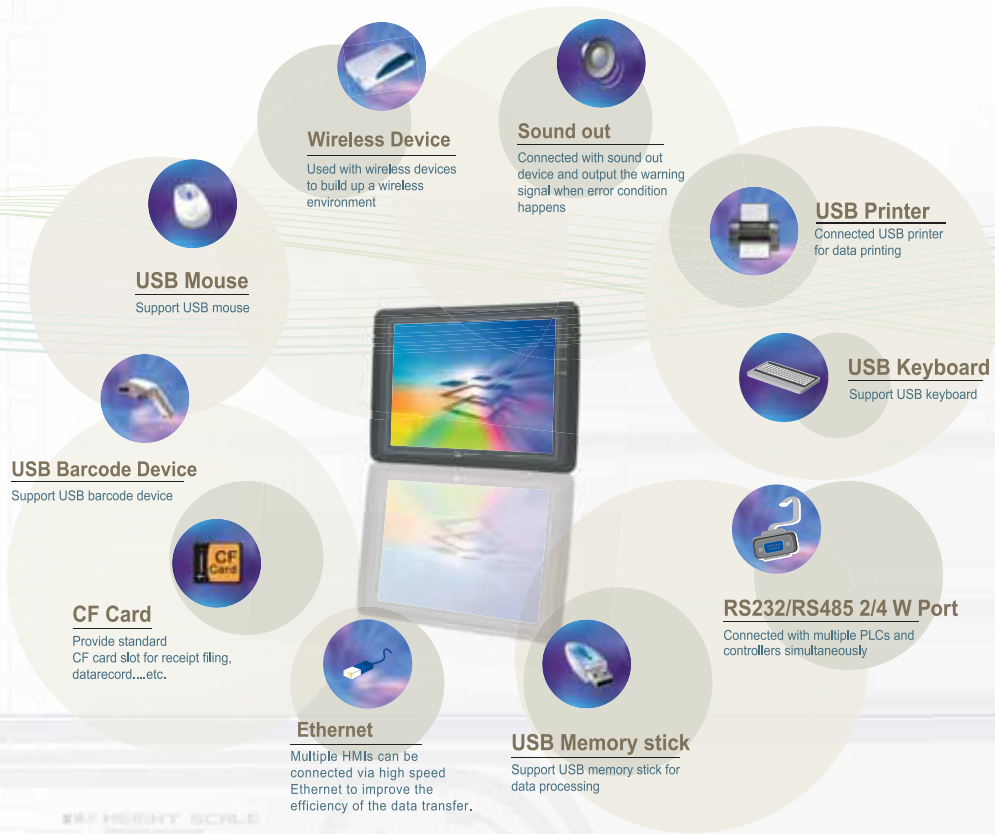 Wireless Device
Used with wireless devices
to build up a wireless
environment
Sound out
Connected with sound out
device and output the warning
signal when error condition
happens
USB Printer
Connected USB printer
for data printing
USB Mouse
Support USB mouse
USB Keyboard
Support USB keyboard
USB Barcode Device
Support USB barcode device
CF
Card
CF Card
Provide standard
CF card slot for receipt filing,
datarecord....etc.
RS232/RS485 2/4 W Port
Connected with multiple PLCs and
controllers simultaneously
Ethernet
Multiple HMIs can be
connected via high speed
Ethernet to improve the
efficiency of the data transfer.
USB Memory stick
Support USB memory stick for
data processing
HEIGHT SCALE